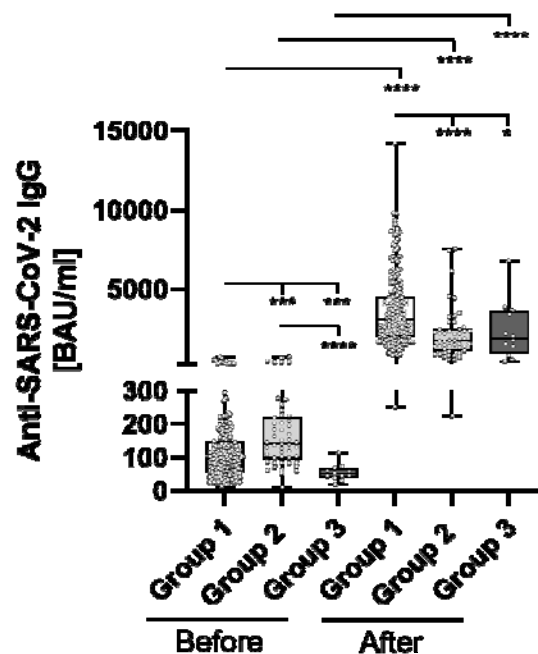 ****
****
****
15000
**** *
10000
Anti-SARS-CoV-2 IgG
[BAU/ml]
5000
*** ***
****
300
200
100
0
Group 1
Group 2
Group 3
Group 1
Group 2
Group 3
Before
After